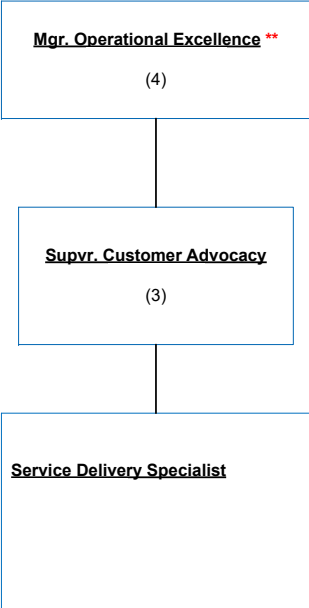 Mgr. Operational Excellence **
(4)
Supvr. Customer Advocacy
(3)
Service Delivery Specialist